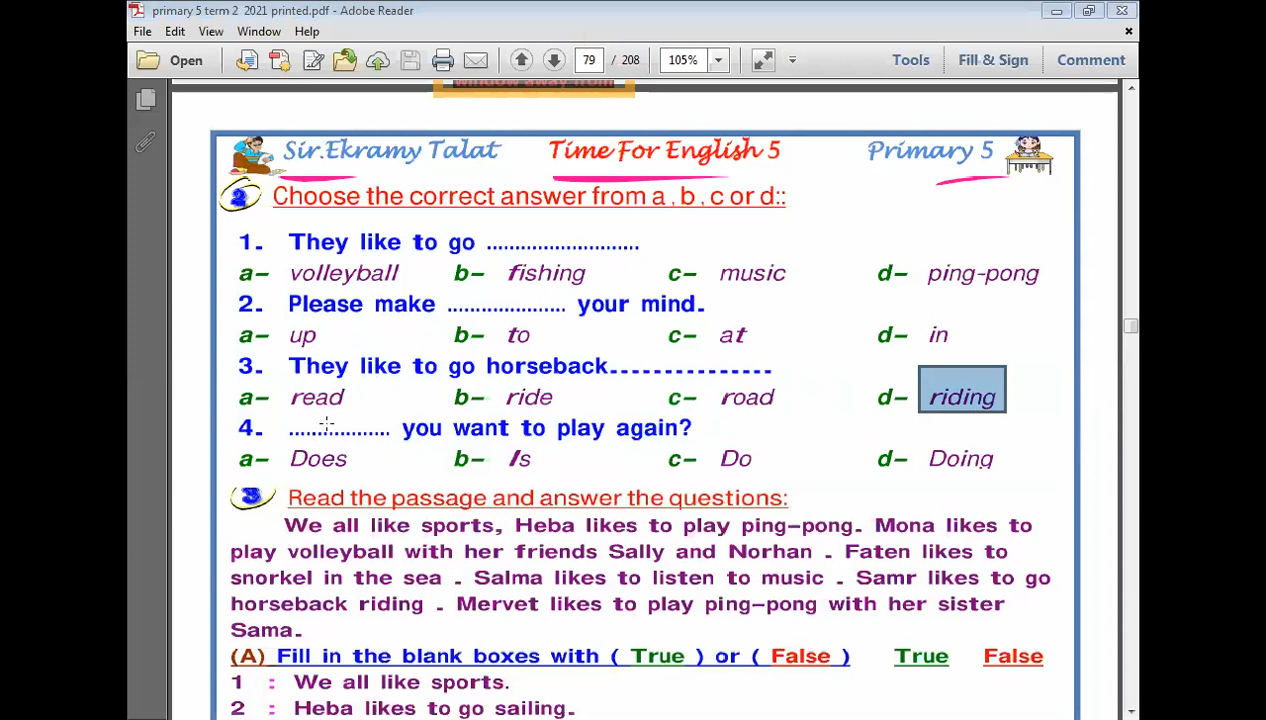 primary 5 term 2 2021 printed.pdf - Adobe Reader
File Edit View Window Help
Open 79 / 208 105% Tools Fill & Sign Comment
window away from
Sir.Ekramy Talat Time For English 5 Primary 5
2 Choose the correct answer from a , b , c or d::
1. They like to go ...........................
a– volleyball b– fishing c– music d– ping-pong
2. Please make ..................... your mind.
a– up b– to c– at d– in
3. They like to go horseback................
a– read b– ride c– road d– riding
4. .................. you want to play again?
a– Does b– Is c– Do d– Doing
3 Read the passage and answer the questions:
We all like sports, Heba likes to play ping–pong. Mona likes to
play volleyball with her friends Sally and Norhan . Faten likes to
snorkel in the sea . Salma likes to listen to music . Samr likes to go
horseback riding . Mervet likes to play ping–pong with her sister
Sama.
(A) Fill in the blank boxes with ( True ) or ( False ) True False
1 : We all like sports.
2 : Heba likes to go sailing.